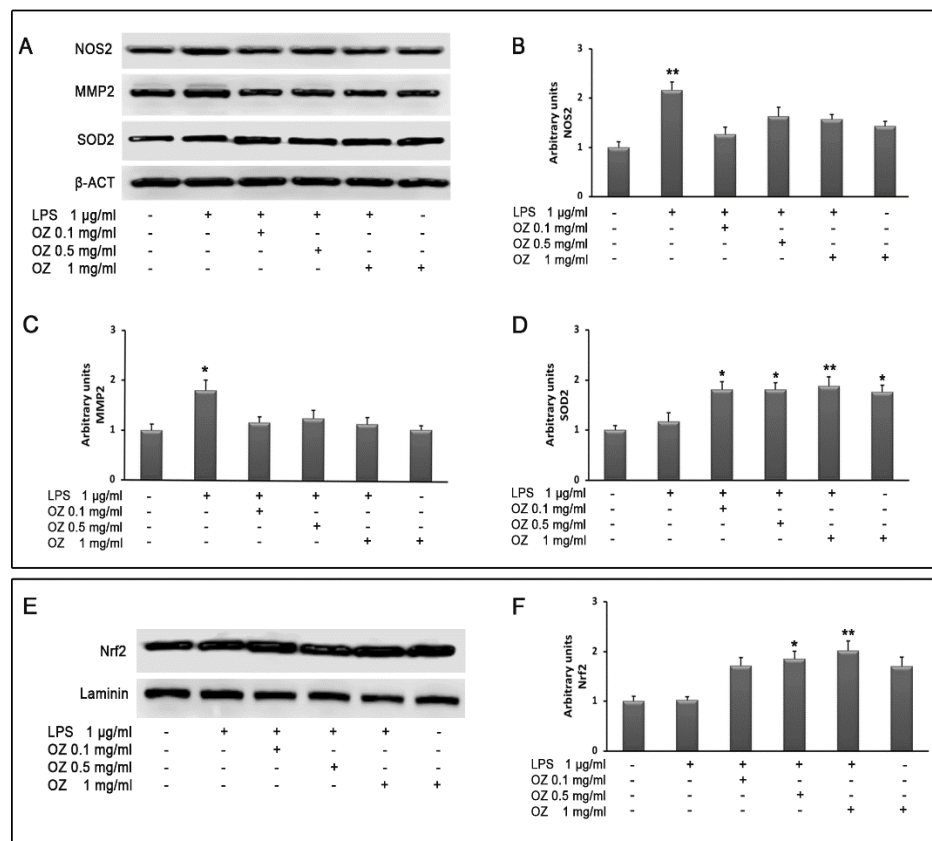 A
NOS2
MMP2
SOD2
β-ACT
LPS 1 µg/ml - + + + + -
OZ 0.1 mg/ml - - + - - -
OZ 0.5 mg/ml - - - + - -
OZ 1 mg/ml - - - - + +
B
Arbitrary units
NOS2
3
2
1
0
**
LPS 1 µg/ml - + + + + -
OZ 0.1 mg/ml - - + - - -
OZ 0.5 mg/ml - - - + - -
OZ 1 mg/ml - - - - + +
C
Arbitrary units
MMP2
3
2
1
0
*
LPS 1 µg/ml - + + + + -
OZ 0.1 mg/ml - - + - - -
OZ 0.5 mg/ml - - - + - -
OZ 1 mg/ml - - - - + +
D
Arbitrary units
SOD2
3
2
1
0
* * ** *
LPS 1 µg/ml - + + + + -
OZ 0.1 mg/ml - - + - - -
OZ 0.5 mg/ml - - - + - -
OZ 1 mg/ml - - - - + +
E
Nrf2
Laminin
LPS 1 µg/ml - + + + + -
OZ 0.1 mg/ml - - + - - -
OZ 0.5 mg/ml - - - + - -
OZ 1 mg/ml - - - - + +
F
Arbitrary units
Nrf2
3
2
1
0
* **
LPS 1 µg/ml - + + + + -
OZ 0.1 mg/ml - - + - - -
OZ 0.5 mg/ml - - - + - -
OZ 1 mg/ml - - - - + +